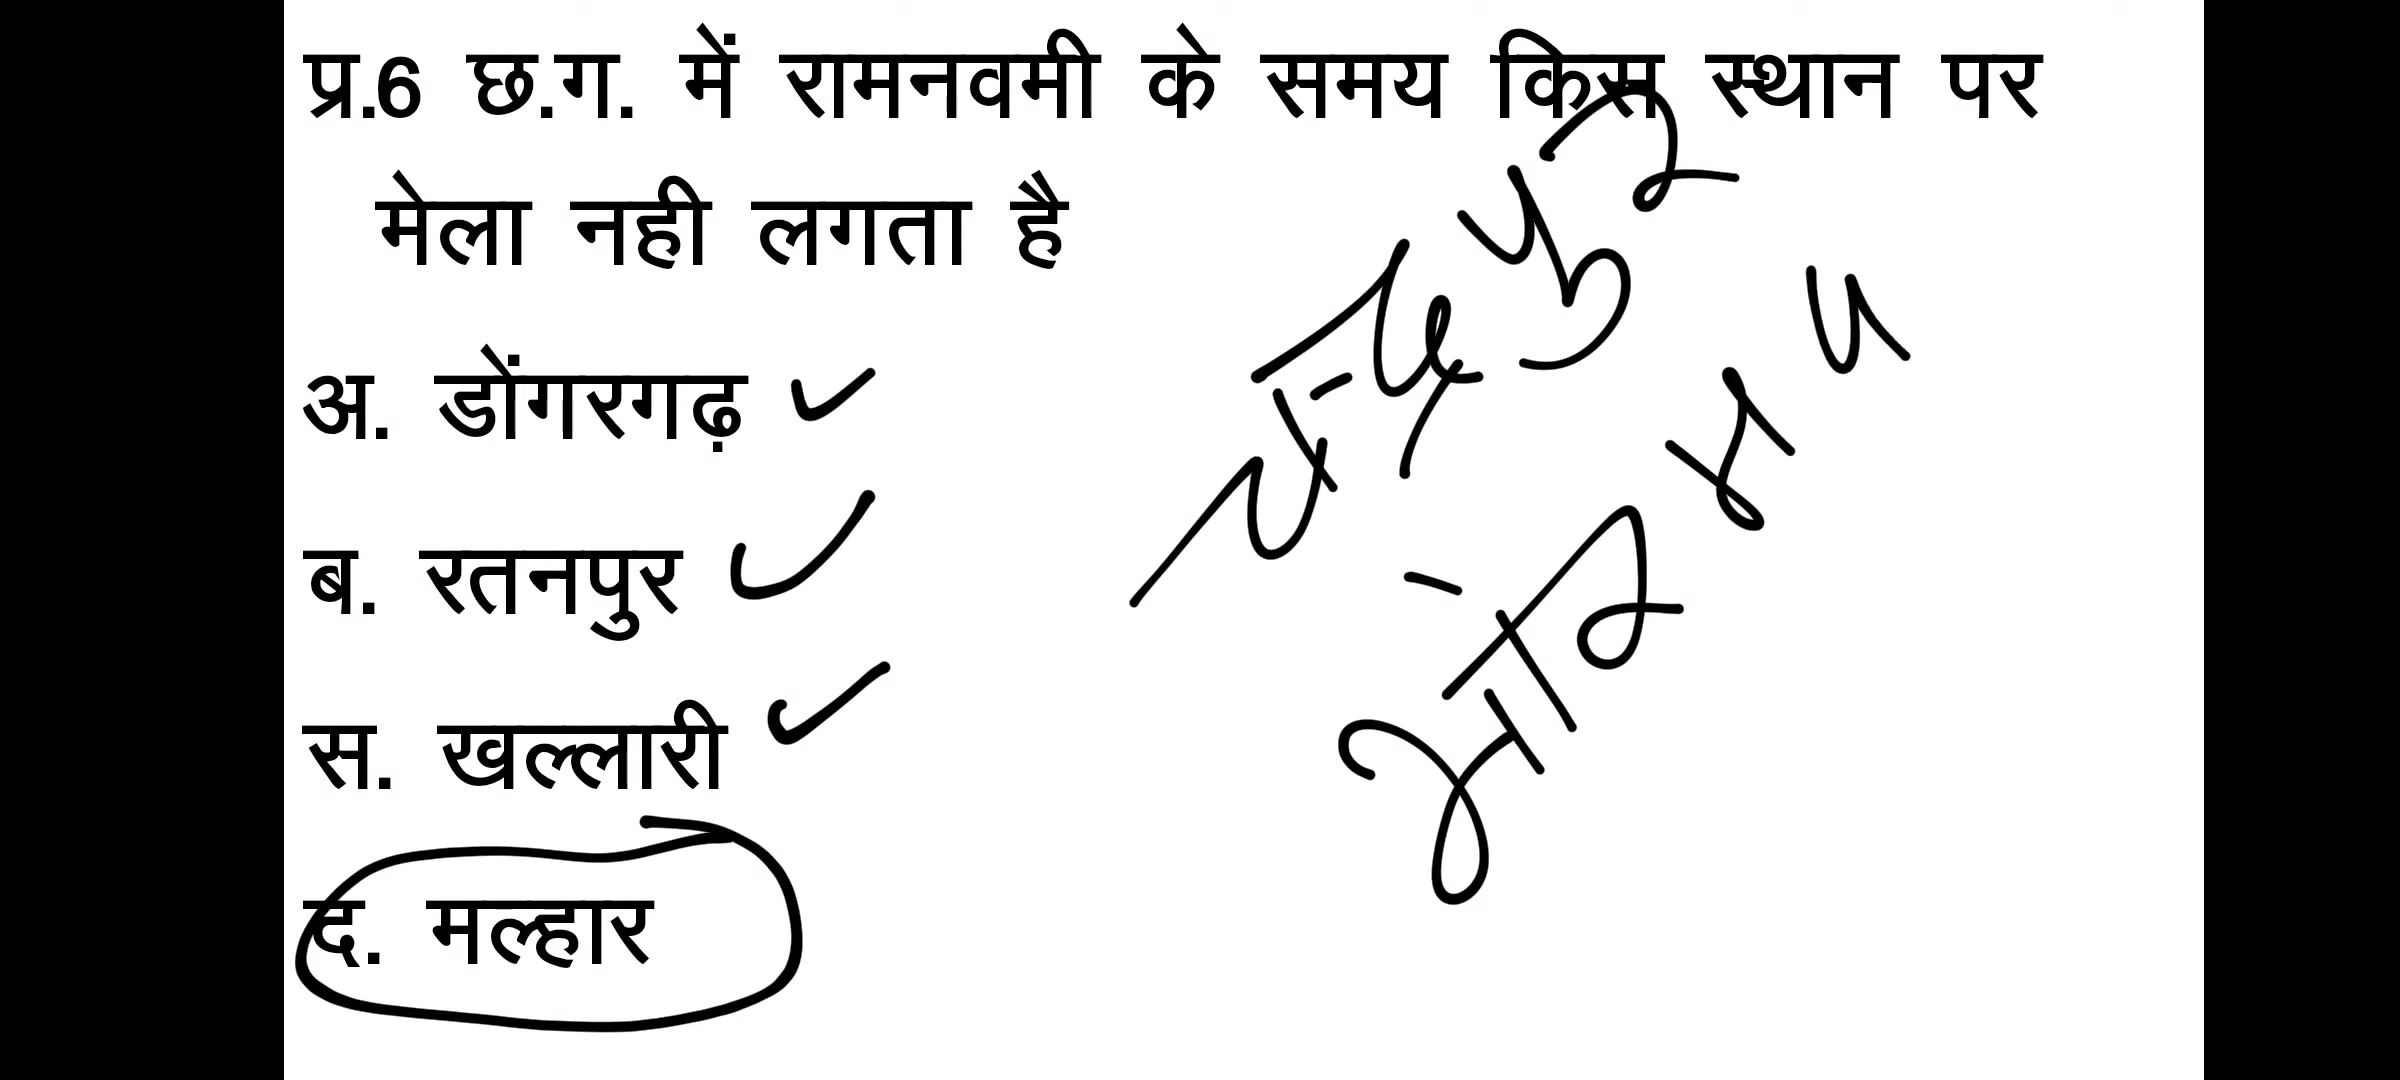 प्र.6 छ.ग. में रामनवमी के समय किस स्थान पर
मेला नही लगता है
अ. डोंगरगढ़
ब. रतनपुर
स. खल्लारी
द. मल्हार